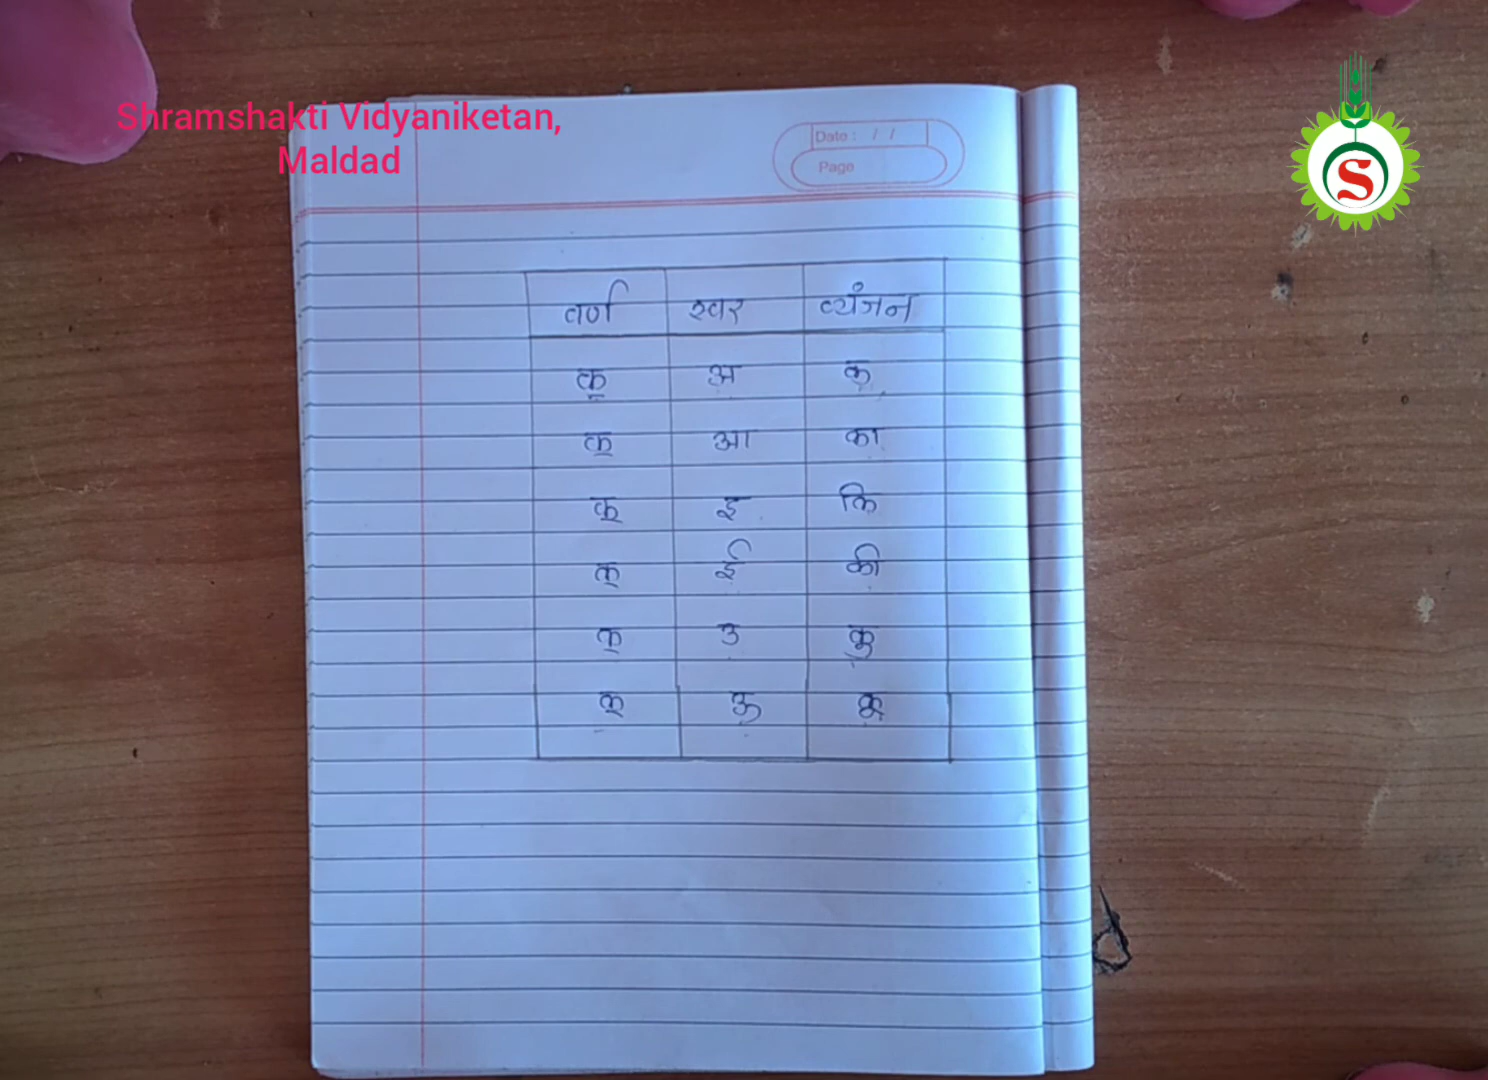 Shramshakti Vidyaniketan,
Maldad
Date : / /
Page
S
वर्ण स्वर व्यंजन
क् अ क
क् आ का
क् इ कि
क् ई की
क् उ कु
क् ऊ कू